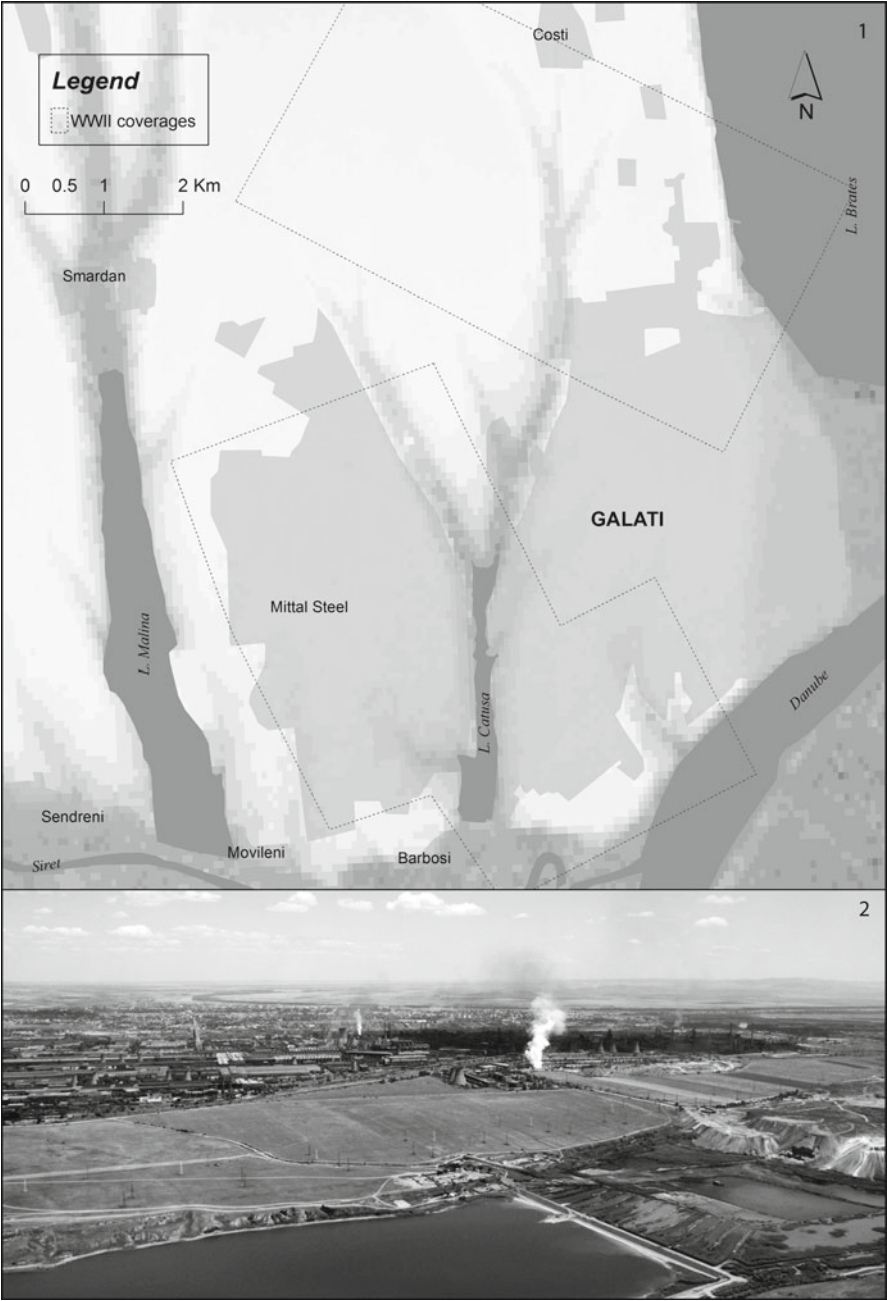 1
Costi
Legend
WWII coverages
N
0 0.5 1 2 Km
L. Brates
Smardan
GALATI
Mittal Steel
L. Malina
L. Catusa
Danube
Sendreni
Movileni
Barbosi
Siret
2